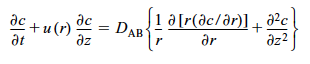 ∂c/∂t + u(r) ∂c/∂z = D_AB { 1/r ∂[r(∂c/∂r)]/∂r + ∂²c/∂z² }